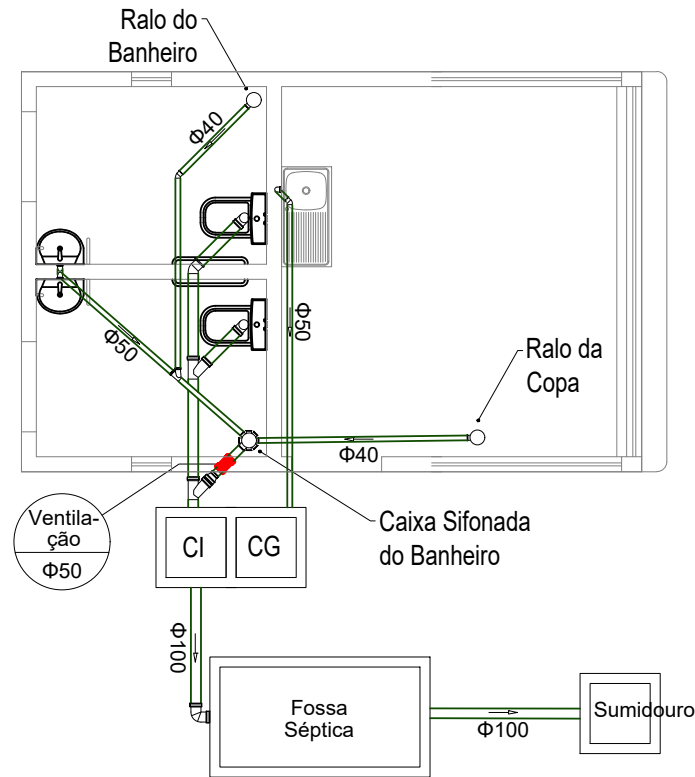 Ralo do
Banheiro
Φ40
Φ50
Φ50
Ralo da
Copa
Φ40
Ventila-
ção
Φ50
CI
CG
Caixa Sifonada
do Banheiro
Φ100
Fossa
Séptica
Φ100
Sumidouro